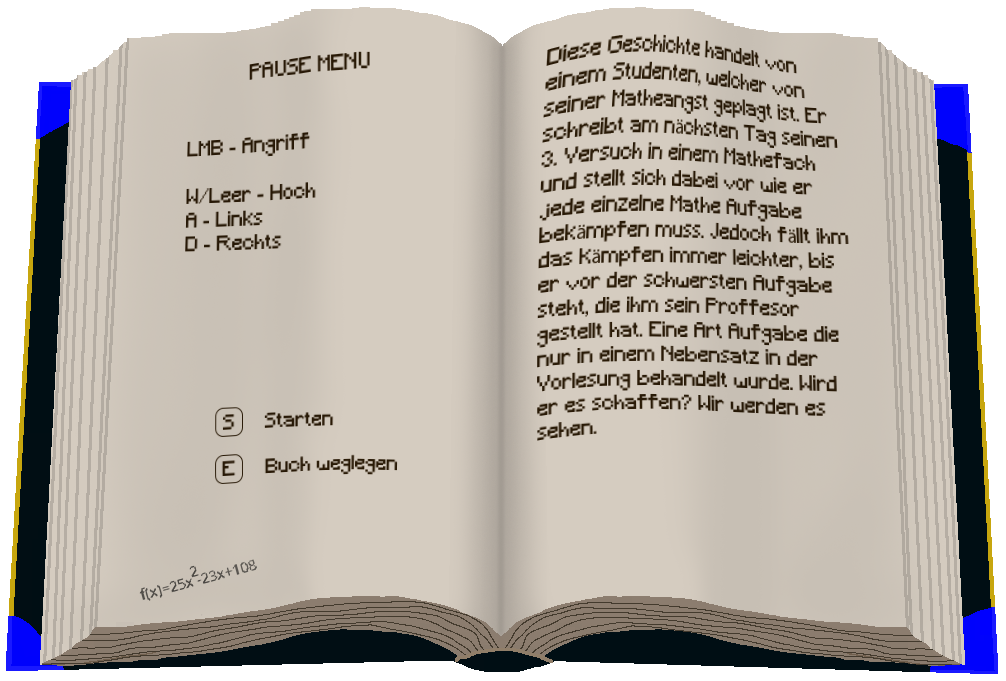 PAUSE MENU
LMB - Angriff
W/Leer - Hoch
A - Links
D - Rechts
S Starten
E Buch weglegen
f(x)=25x²-23x+108
Diese Geschichte handelt von
einem Studenten, welcher von
seiner Matheangst geplagt ist. Er
schreibt am nächsten Tag seinen
3. Versuch in einem Mathefach
und stellt sich dabei vor wie er
jede einzelne Mathe Aufgabe
bekämpfen muss. Jedoch fällt ihm
das Kämpfen immer leichter, bis
er vor der schwersten Aufgabe
steht, die ihm sein Proffesor
gestellt hat. Eine Art Aufgabe die
nur in einem Nebensatz in der
Vorlesung behandelt wurde. Wird
er es schaffen? Wir werden es
sehen.